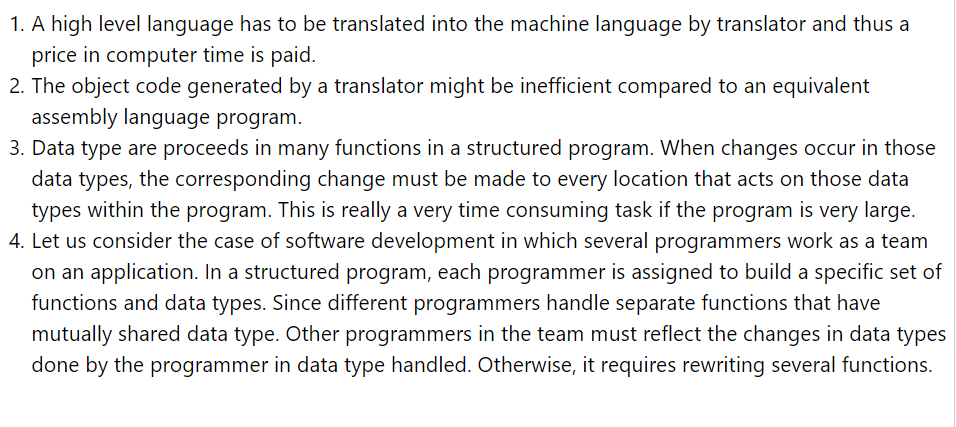 1. A high level language has to be translated into the machine language by translator and thus a
price in computer time is paid.
2. The object code generated by a translator might be inefficient compared to an equivalent
assembly language program.
3. Data type are proceeds in many functions in a structured program. When changes occur in those
data types, the corresponding change must be made to every location that acts on those data
types within the program. This is really a very time consuming task if the program is very large.
4. Let us consider the case of software development in which several programmers work as a team
on an application. In a structured program, each programmer is assigned to build a specific set of
functions and data types. Since different programmers handle separate functions that have
mutually shared data type. Other programmers in the team must reflect the changes in data types
done by the programmer in data type handled. Otherwise, it requires rewriting several functions.